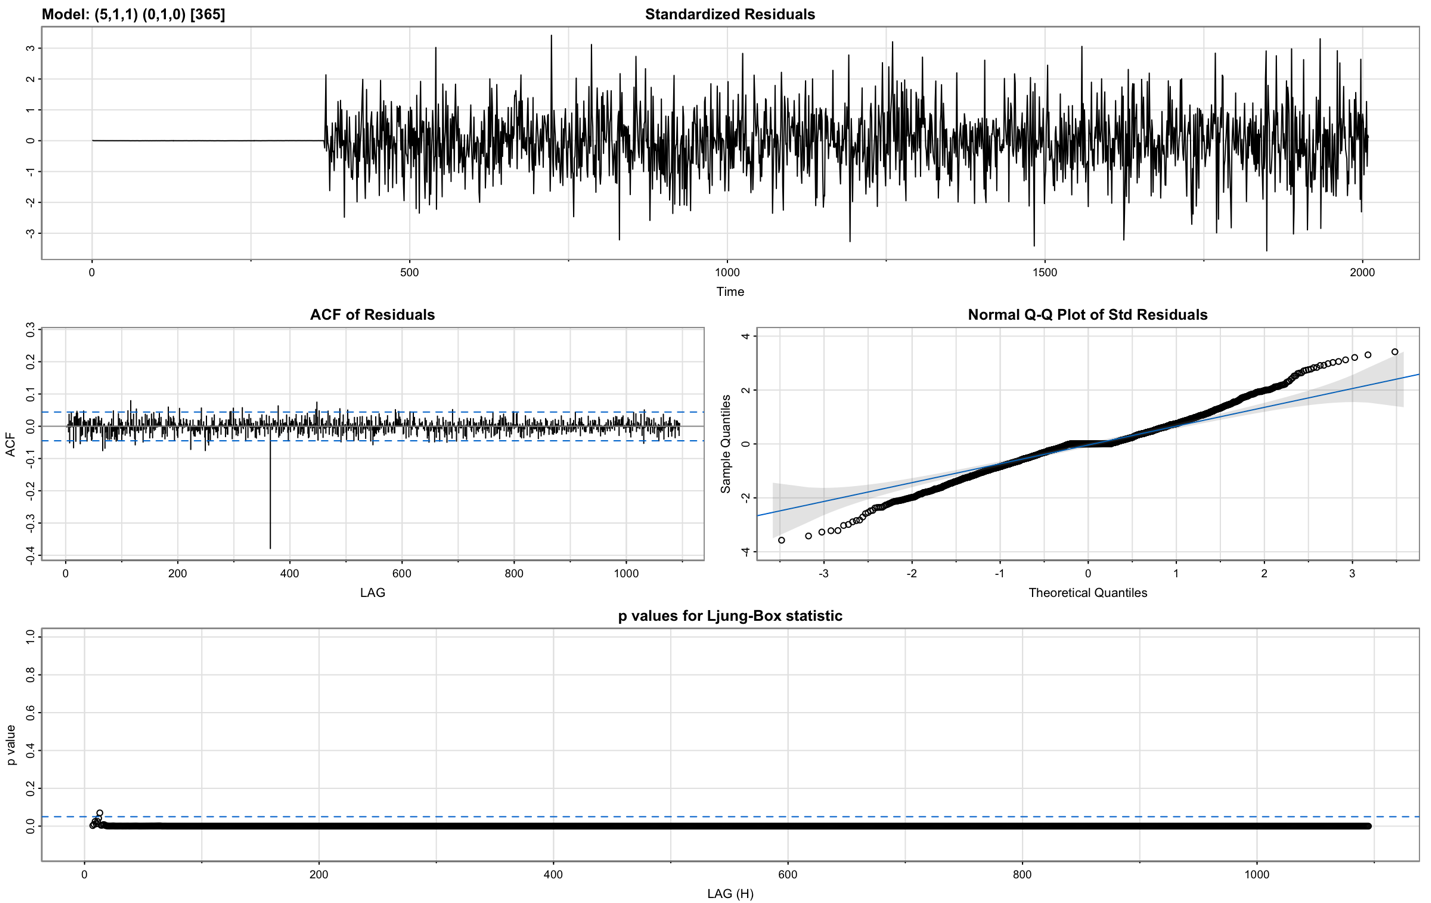 Model: (5,1,1) (0,1,0) [365]
Standardized Residuals
3
2
1
0
-1
-2
-3
0 500 1000 1500 2000
Time
ACF of Residuals
ACF
0.3
0.2
0.1
0.0
-0.1
-0.2
-0.3
-0.4
0 200 400 600 800 1000
LAG
Normal Q-Q Plot of Std Residuals
Sample Quantiles
4
2
0
-2
-4
-3 -2 -1 0 1 2 3
Theoretical Quantiles
p values for Ljung-Box statistic
p value
1.0
0.8
0.6
0.4
0.2
0.0
0 200 400 600 800 1000
LAG (H)